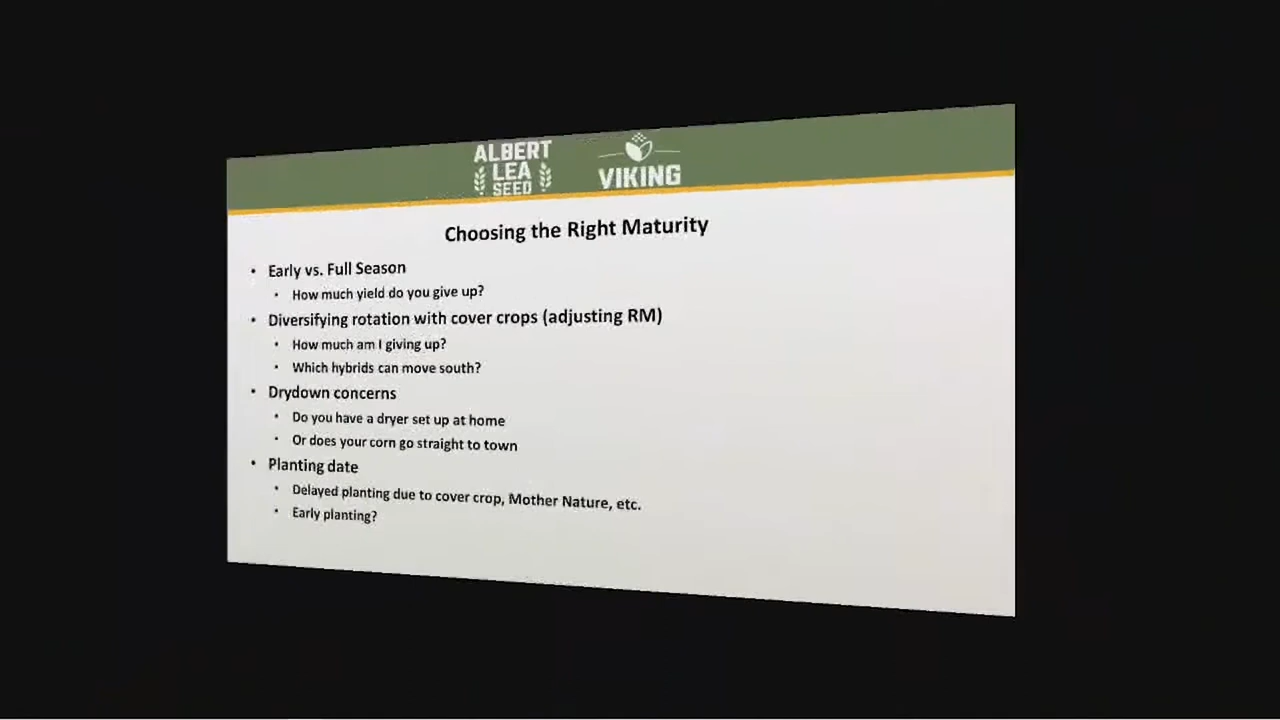 ALBERT
LEA
SEED
VIKING
Choosing the Right Maturity
• Early vs. Full Season
• How much yield do you give up?
• Diversifying rotation with cover crops (adjusting RM)
• How much am I giving up?
• Which hybrids can move south?
• Drydown concerns
• Do you have a dryer set up at home
• Or does your corn go straight to town
• Planting date
• Delayed planting due to cover crop, Mother Nature, etc.
• Early planting?